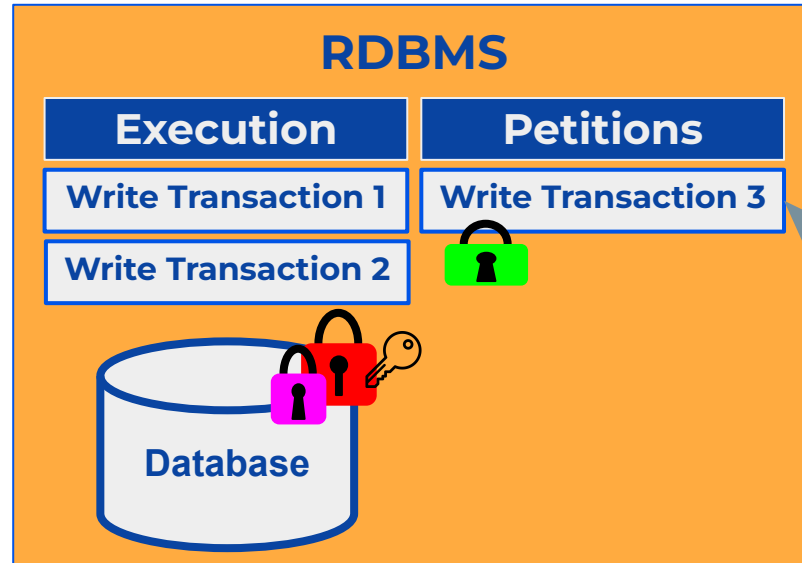 RDBMS
Execution
Petitions
Write Transaction 1
Write Transaction 3
Write Transaction 2
Database